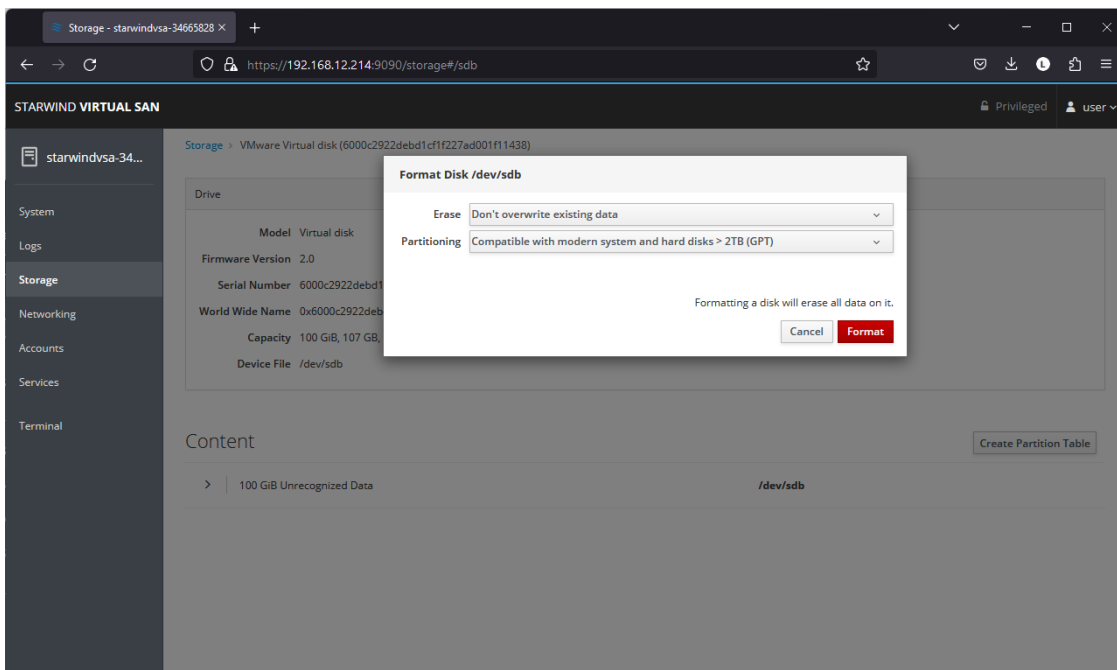 Storage - starwindvsa-34665828
https://192.168.12.214:9090/storage#/sdb
L
STARWIND VIRTUAL SAN
Privileged
user
starwindvsa-34...
System
Logs
Storage
Networking
Accounts
Services
Terminal
Storage > VMware Virtual disk (6000c2922debd1cf1f227ad001f11438)
Drive
Model Virtual disk
Firmware Version 2.0
Serial Number 6000c2922debd1
World Wide Name 0x6000c2922deb
Capacity 100 GiB, 107 GB,
Device File /dev/sdb
Format Disk /dev/sdb
Erase Don't overwrite existing data
Partitioning Compatible with modern system and hard disks > 2TB (GPT)
Formatting a disk will erase all data on it.
Cancel
Format
Content
Create Partition Table
100 GiB Unrecognized Data
/dev/sdb